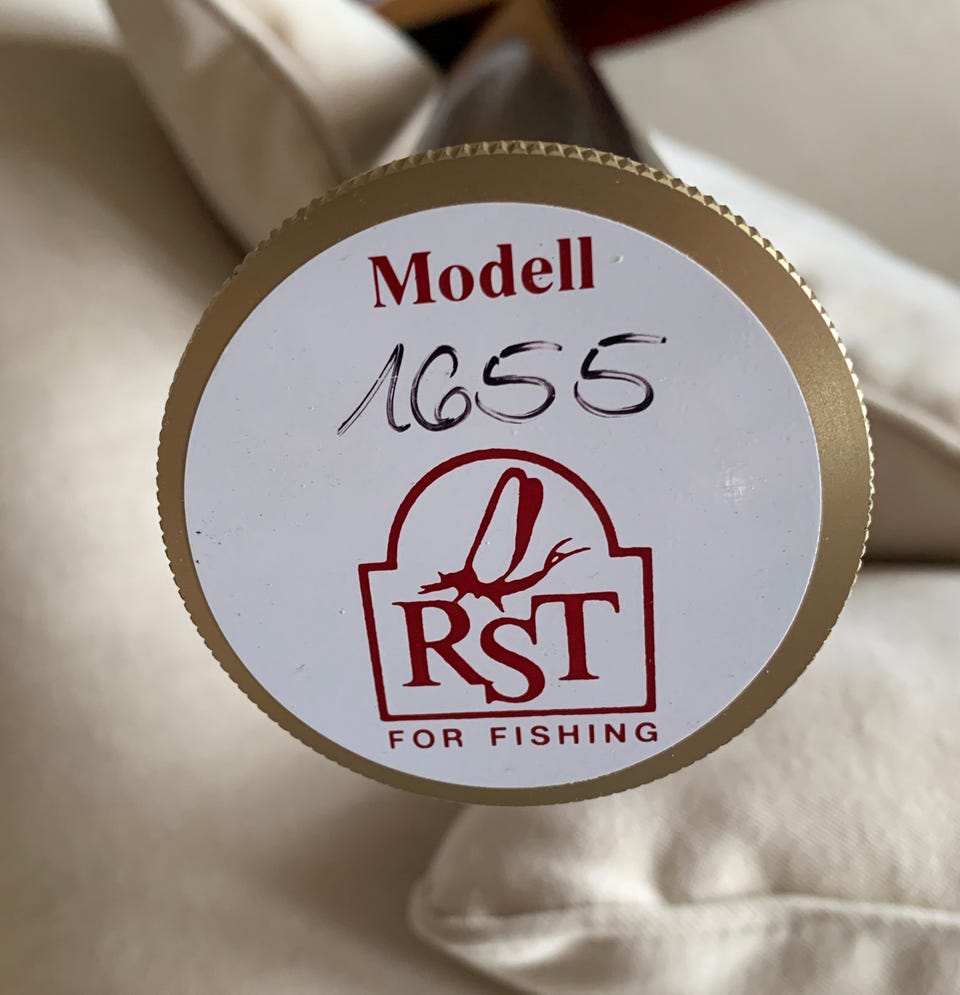 Modell
1655
RST
FOR FISHING